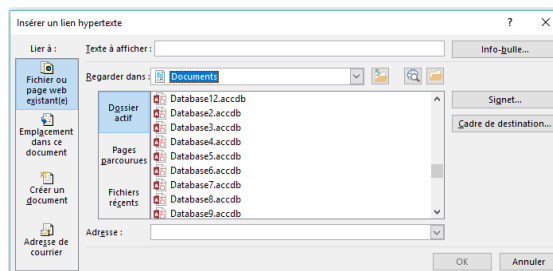 Insérer un lien hypertexte ? ×
Lier à :
Fichier ou
page web
existant(e)
Emplacement
dans ce
document
Créer un
document
Adresse de
courrier
Texte à afficher :
Info-bulle...
Regarder dans : Documents
Dossier
actif
Pages
parcourues
Fichiers
récents
Database12.accdb
Database2.accdb
Database3.accdb
Database4.accdb
Database5.accdb
Database6.accdb
Database7.accdb
Database8.accdb
Database9.accdb
Signet...
Cadre de destination...
Adresse :
OK Annuler